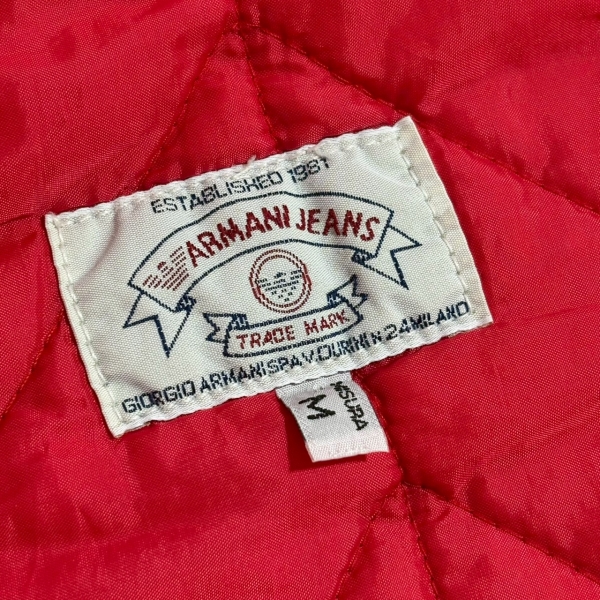 ESTABLISHED 1981
ARMANI JEANS
TRADE MARK
GIORGIO ARMANI SPA V. DURINI N 24 MILANO
MISURA
M